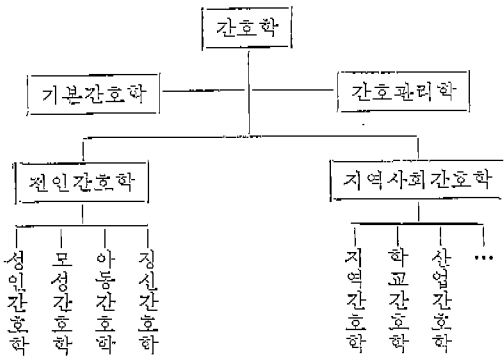 간호학
기본간호학
간호관리학
전인간호학
지역사회간호학
성인간호학
모성간호학
아동간호학
정신간호학
지역간호학
학교간호학
산업간호학
…